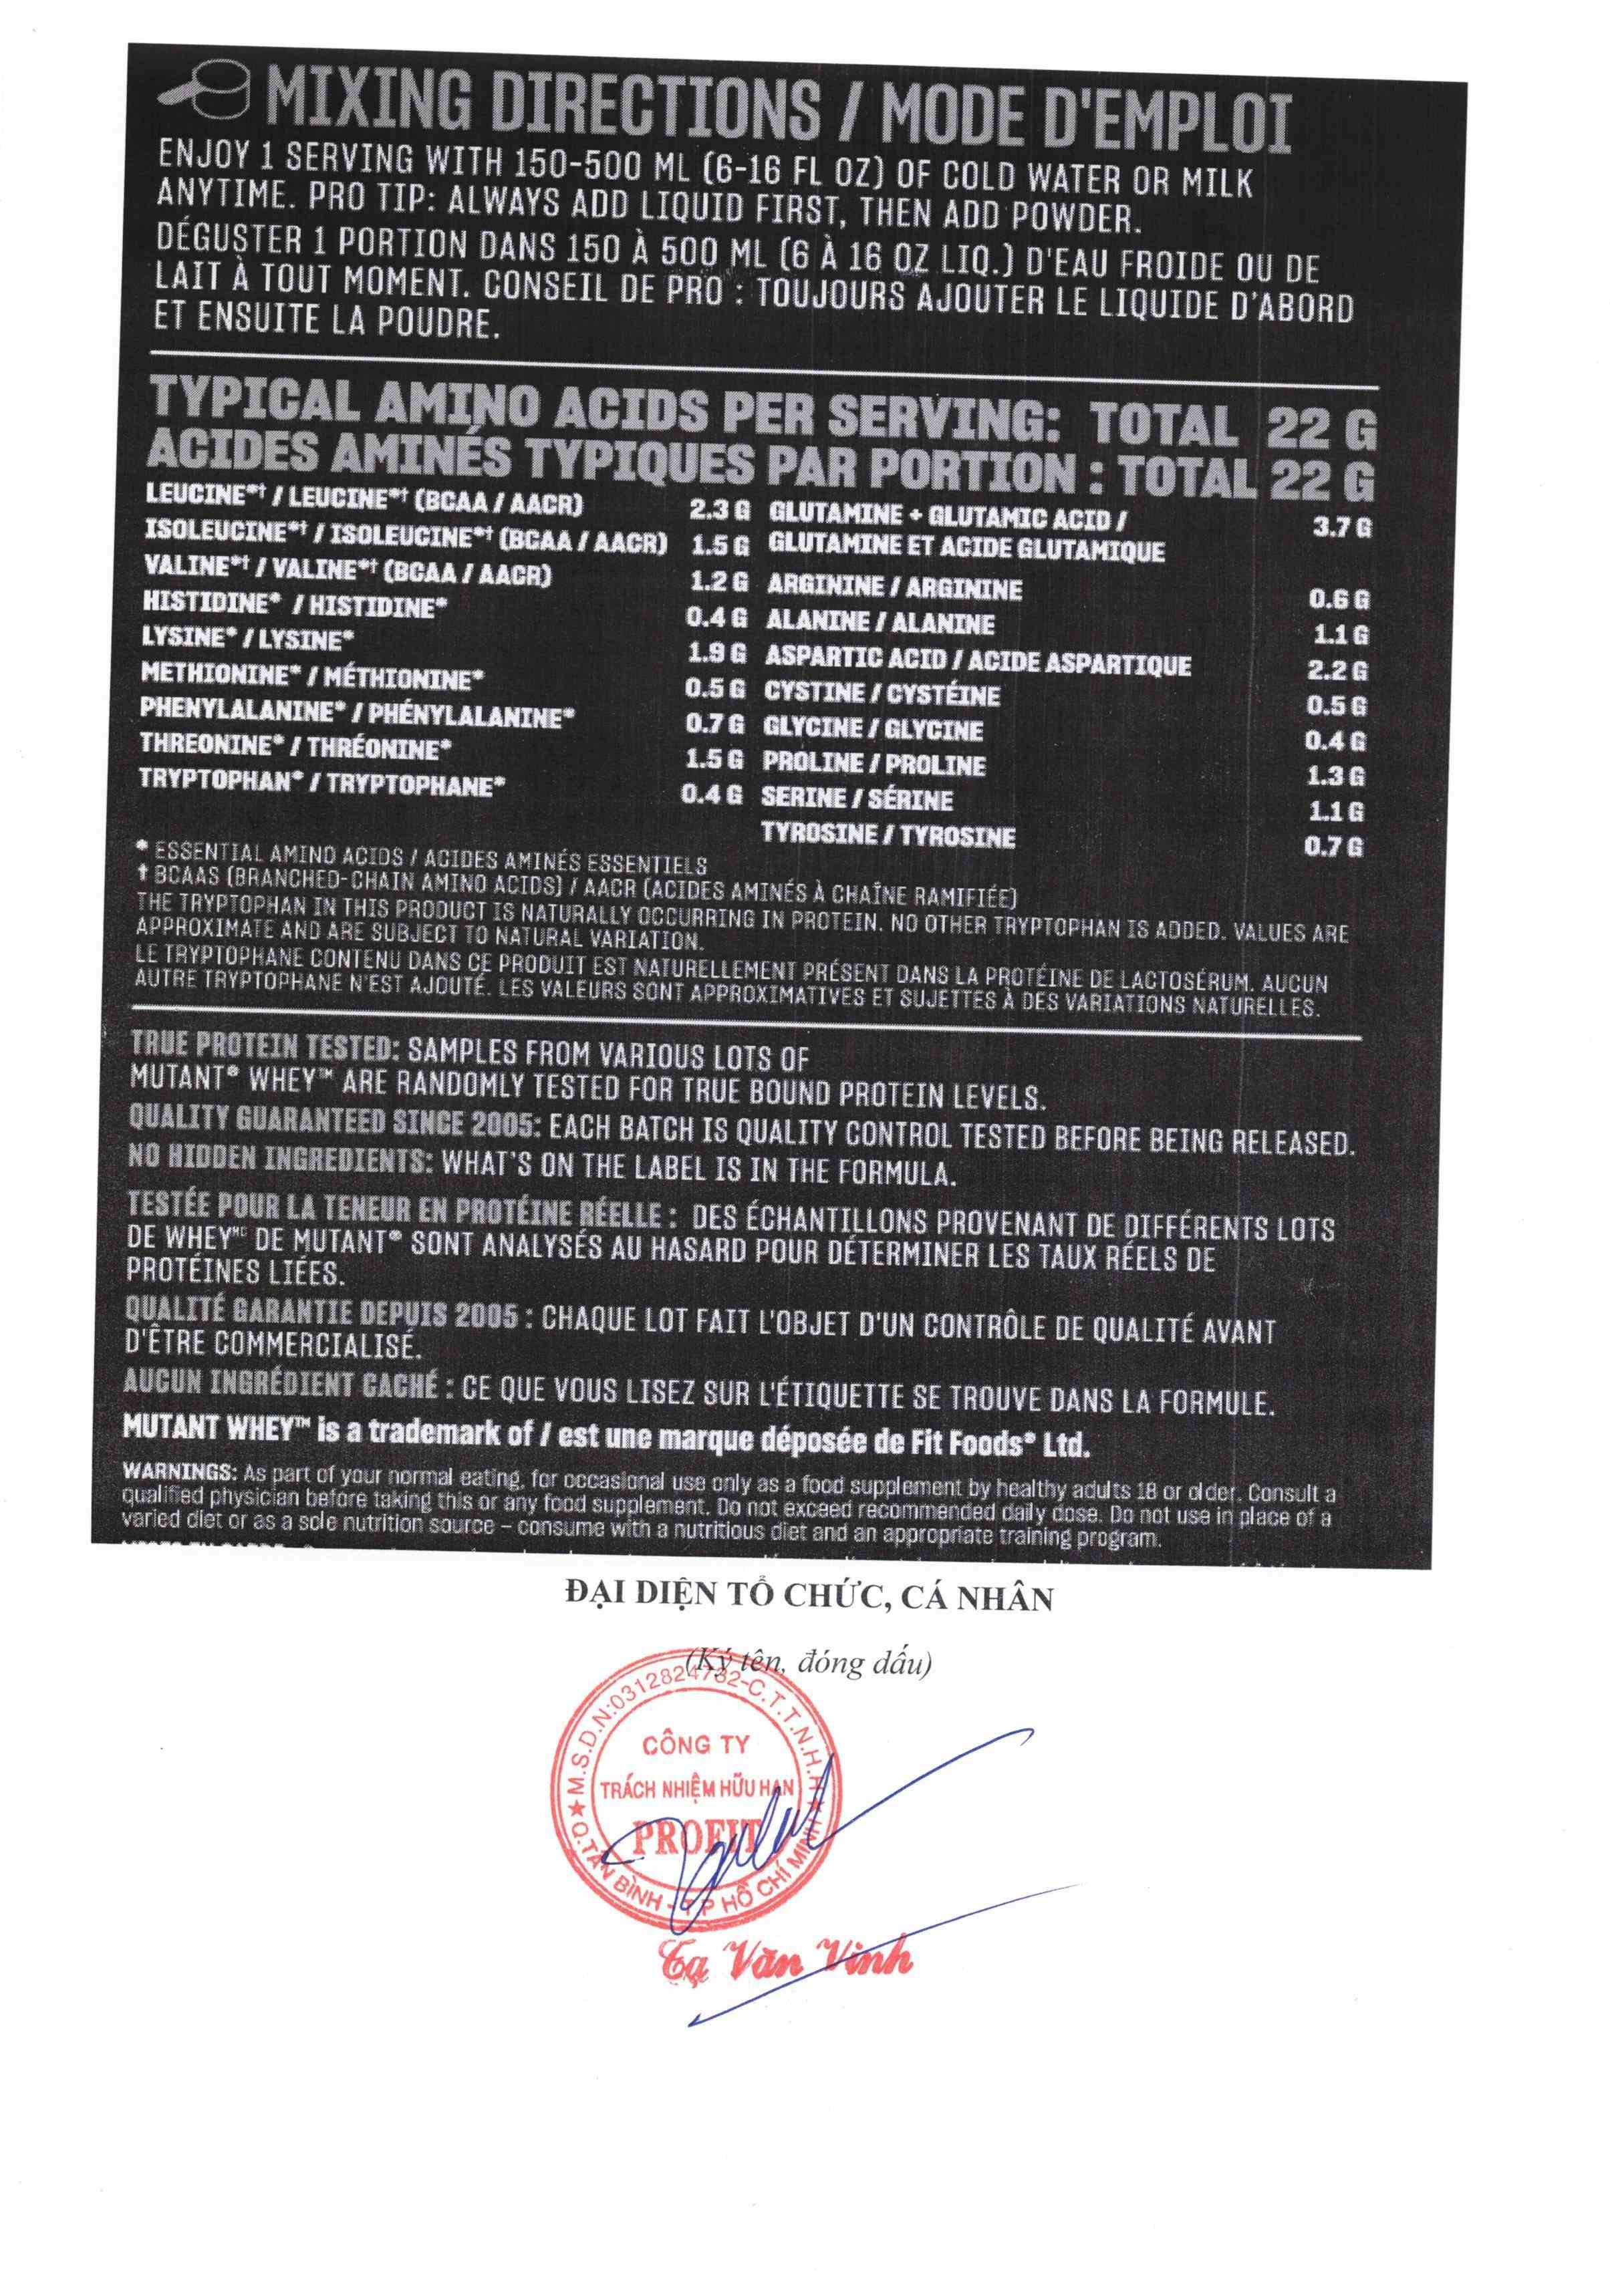 MIXING DIRECTIONS / MODE D'EMPLOI
ENJOY 1 SERVING WITH 150-500 ML (6-16 FL OZ) OF COLD WATER OR MILK
ANYTIME. PRO TIP: ALWAYS ADD LIQUID FIRST, THEN ADD POWDER.
DÉGUSTER 1 PORTION DANS 150 À 500 ML (6 À 16 OZ LIQ.) D'EAU FROIDE OU DE
LAIT À TOUT MOMENT. CONSEIL DE PRO : TOUJOURS AJOUTER LE LIQUIDE D'ABORD
ET ENSUITE LA POUDRE.
TYPICAL AMINO ACIDS PER SERVING: TOTAL 22 G
ACIDES AMINÉS TYPIQUES PAR PORTION : TOTAL 22 G
LEUCINE*† / LEUCINE*† (BCAA / AACR) 2.3 G
ISOLEUCINE*† / ISOLEUCINE*† (BCAA / AACR) 1.5 G
VALINE*† / VALINE*† (BCAA / AACR) 1.2 G
HISTIDINE* / HISTIDINE* 0.4 G
LYSINE* / LYSINE* 1.9 G
METHIONINE* / MÉTHIONINE* 0.5 G
PHENYLALANINE* / PHÉNYLALANINE* 0.7 G
THREONINE* / THRÉONINE* 1.5 G
TRYPTOPHAN* / TRYPTOPHANE* 0.4 G
GLUTAMINE + GLUTAMIC ACID / 3.7 G
GLUTAMINE ET ACIDE GLUTAMIQUE
ARGININE / ARGININE 0.6 G
ALANINE / ALANINE 1.1 G
ASPARTIC ACID / ACIDE ASPARTIQUE 2.2 G
CYSTINE / CYSTÉINE 0.5 G
GLYCINE / GLYCINE 0.4 G
PROLINE / PROLINE 1.3 G
SERINE / SÉRINE 1.1 G
TYROSINE / TYROSINE 0.7 G
* ESSENTIAL AMINO ACIDS / ACIDES AMINÉS ESSENTIELS
† BCAAS (BRANCHED-CHAIN AMINO ACIDS) / AACR (ACIDES AMINÉS À CHAÎNE RAMIFIÉE)
THE TRYPTOPHAN IN THIS PRODUCT IS NATURALLY OCCURRING IN PROTEIN. NO OTHER TRYPTOPHAN IS ADDED. VALUES ARE
APPROXIMATE AND ARE SUBJECT TO NATURAL VARIATION.
LE TRYPTOPHANE CONTENU DANS CE PRODUIT EST NATURELLEMENT PRÉSENT DANS LA PROTÉINE DE LACTOSÉRUM. AUCUN
AUTRE TRYPTOPHANE N'EST AJOUTÉ. LES VALEURS SONT APPROXIMATIVES ET SUJETTES À DES VARIATIONS NATURELLES.
TRUE PROTEIN TESTED: SAMPLES FROM VARIOUS LOTS OF
MUTANT® WHEY™ ARE RANDOMLY TESTED FOR TRUE BOUND PROTEIN LEVELS.
QUALITY GUARANTEED SINCE 2005: EACH BATCH IS QUALITY CONTROL TESTED BEFORE BEING RELEASED.
NO HIDDEN INGREDIENTS: WHAT'S ON THE LABEL IS IN THE FORMULA.
TESTÉE POUR LA TENEUR EN PROTÉINE RÉELLE : DES ÉCHANTILLONS PROVENANT DE DIFFÉRENTS LOTS
DE WHEYᴹᶜ DE MUTANT® SONT ANALYSÉS AU HASARD POUR DÉTERMINER LES TAUX RÉELS DE
PROTÉINES LIÉES.
QUALITÉ GARANTIE DEPUIS 2005 : CHAQUE LOT FAIT L'OBJET D'UN CONTRÔLE DE QUALITÉ AVANT
D'ÊTRE COMMERCIALISÉ.
AUCUN INGRÉDIENT CACHÉ : CE QUE VOUS LISEZ SUR L'ÉTIQUETTE SE TROUVE DANS LA FORMULE.
MUTANT WHEY™ is a trademark of / est une marque déposée de Fit Foods® Ltd.
WARNINGS: As part of your normal eating, for occasional use only as a food supplement by healthy adults 18 or older. Consult a
qualified physician before taking this or any food supplement. Do not exceed recommended daily dose. Do not use in place of a
varied diet or as a sole nutrition source – consume with a nutritious diet and an appropriate training program.
ĐẠI DIỆN TỔ CHỨC, CÁ NHÂN
(Ký tên, đóng dấu)
M.S.D.N:0312824732-C.T.T.N.H.H
CÔNG TY
TRÁCH NHIỆM HỮU HẠN
PROFIT
Q.TÂN BÌNH - T.P HỒ CHÍ MINH
Tạ Văn Vinh